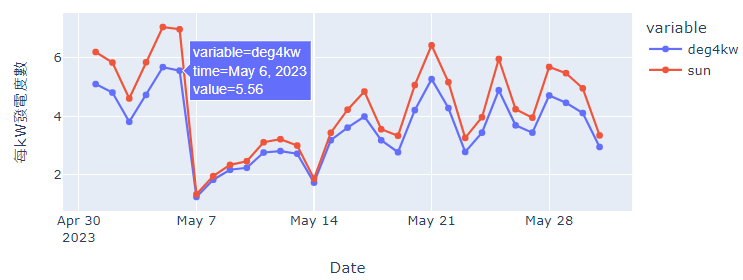 variable
deg4kw
sun
variable=deg4kw
time=May 6, 2023
value=5.56
每kW發電度數
6
4
2
Apr 30
2023
May 7
May 14
May 21
May 28
Date